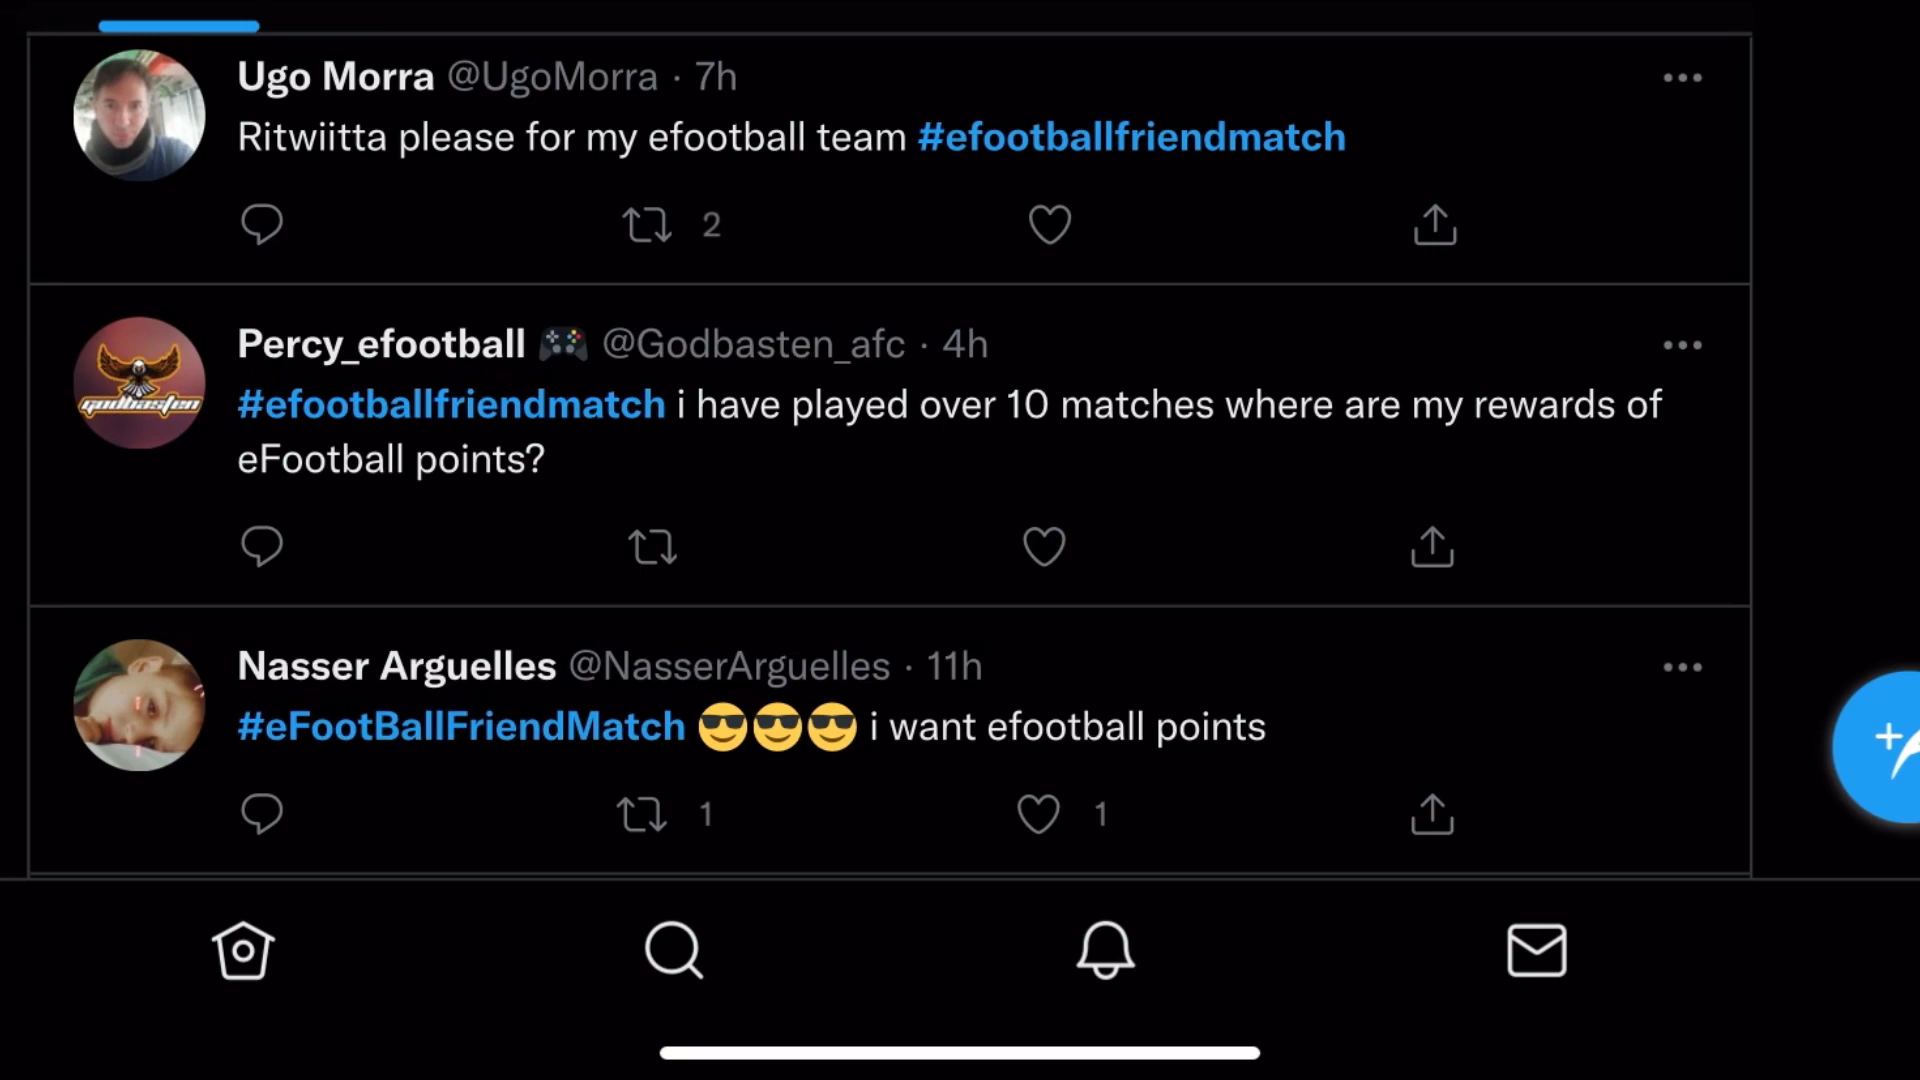 Ugo Morra @UgoMorra · 7h
Ritwiitta please for my efootball team #efootballfriendmatch
2
Percy_efootball 🎮 @Godbasten_afc · 4h
godbasten
#efootballfriendmatch i have played over 10 matches where are my rewards of
eFootball points?
Nasser Arguelles @NasserArguelles · 11h
#eFootBallFriendMatch 😎😎😎 i want efootball points
1 1